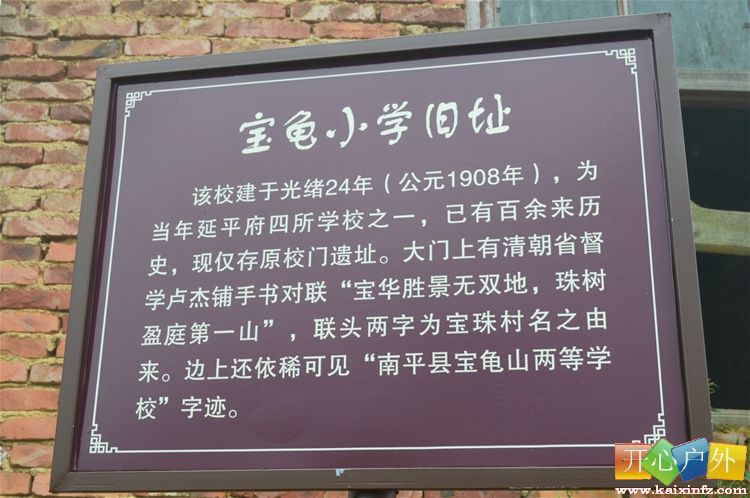 宝龟小学旧址
该校建于光绪24年（公元1908年），为
当年延平府四所学校之一，已有百余来历
史，现仅存原校门遗址。大门上有清朝省督
学卢杰铺手书对联“宝华胜景无双地，珠树
盈庭第一山”，联头两字为宝珠村名之由
来。边上还依稀可见“南平县宝龟山两等学
校”字迹。
开心户外
www.kaixinfz.com